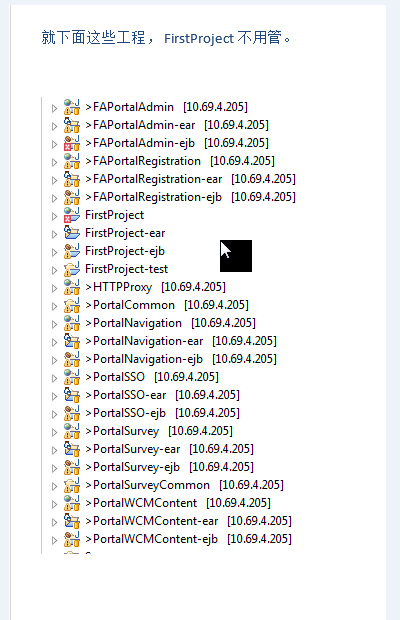 就下面这些工程，FirstProject 不用管。
>FAPortalAdmin [10.69.4.205]
>FAPortalAdmin-ear [10.69.4.205]
>FAPortalAdmin-ejb [10.69.4.205]
>FAPortalRegistration [10.69.4.205]
>FAPortalRegistration-ear [10.69.4.205]
>FAPortalRegistration-ejb [10.69.4.205]
FirstProject
FirstProject-ear
FirstProject-ejb
FirstProject-test
>HTTPProxy [10.69.4.205]
>PortalCommon [10.69.4.205]
>PortalNavigation [10.69.4.205]
>PortalNavigation-ear [10.69.4.205]
>PortalNavigation-ejb [10.69.4.205]
>PortalSSO [10.69.4.205]
>PortalSSO-ear [10.69.4.205]
>PortalSSO-ejb [10.69.4.205]
>PortalSurvey [10.69.4.205]
>PortalSurvey-ear [10.69.4.205]
>PortalSurvey-ejb [10.69.4.205]
>PortalSurveyCommon [10.69.4.205]
>PortalWCMContent [10.69.4.205]
>PortalWCMContent-ear [10.69.4.205]
>PortalWCMContent-ejb [10.69.4.205]